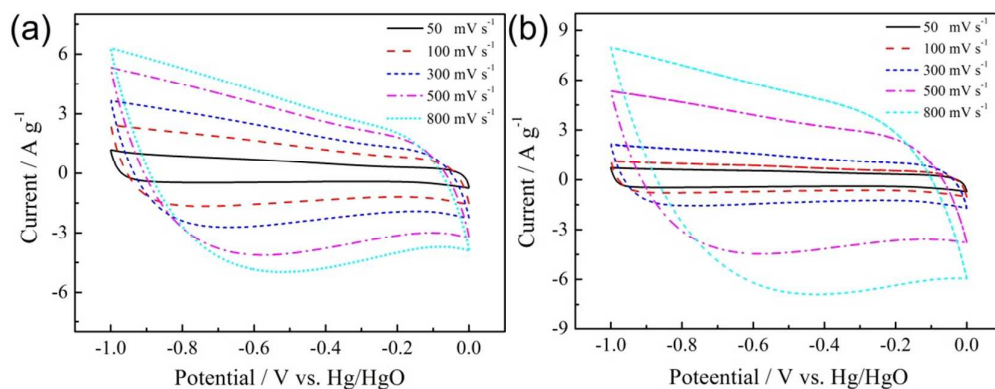 (a)
50 mV s⁻¹
100 mV s⁻¹
300 mV s⁻¹
500 mV s⁻¹
800 mV s⁻¹
6
3
0
-3
-6
Current / A g⁻¹
-1.0 -0.8 -0.6 -0.4 -0.2 0.0
Potential / V vs. Hg/HgO
(b)
50 mV s⁻¹
100 mV s⁻¹
300 mV s⁻¹
500 mV s⁻¹
800 mV s⁻¹
9
6
3
0
-3
-6
-9
Current / A g⁻¹
-1.0 -0.8 -0.6 -0.4 -0.2 0.0
Poteential / V vs. Hg/HgO